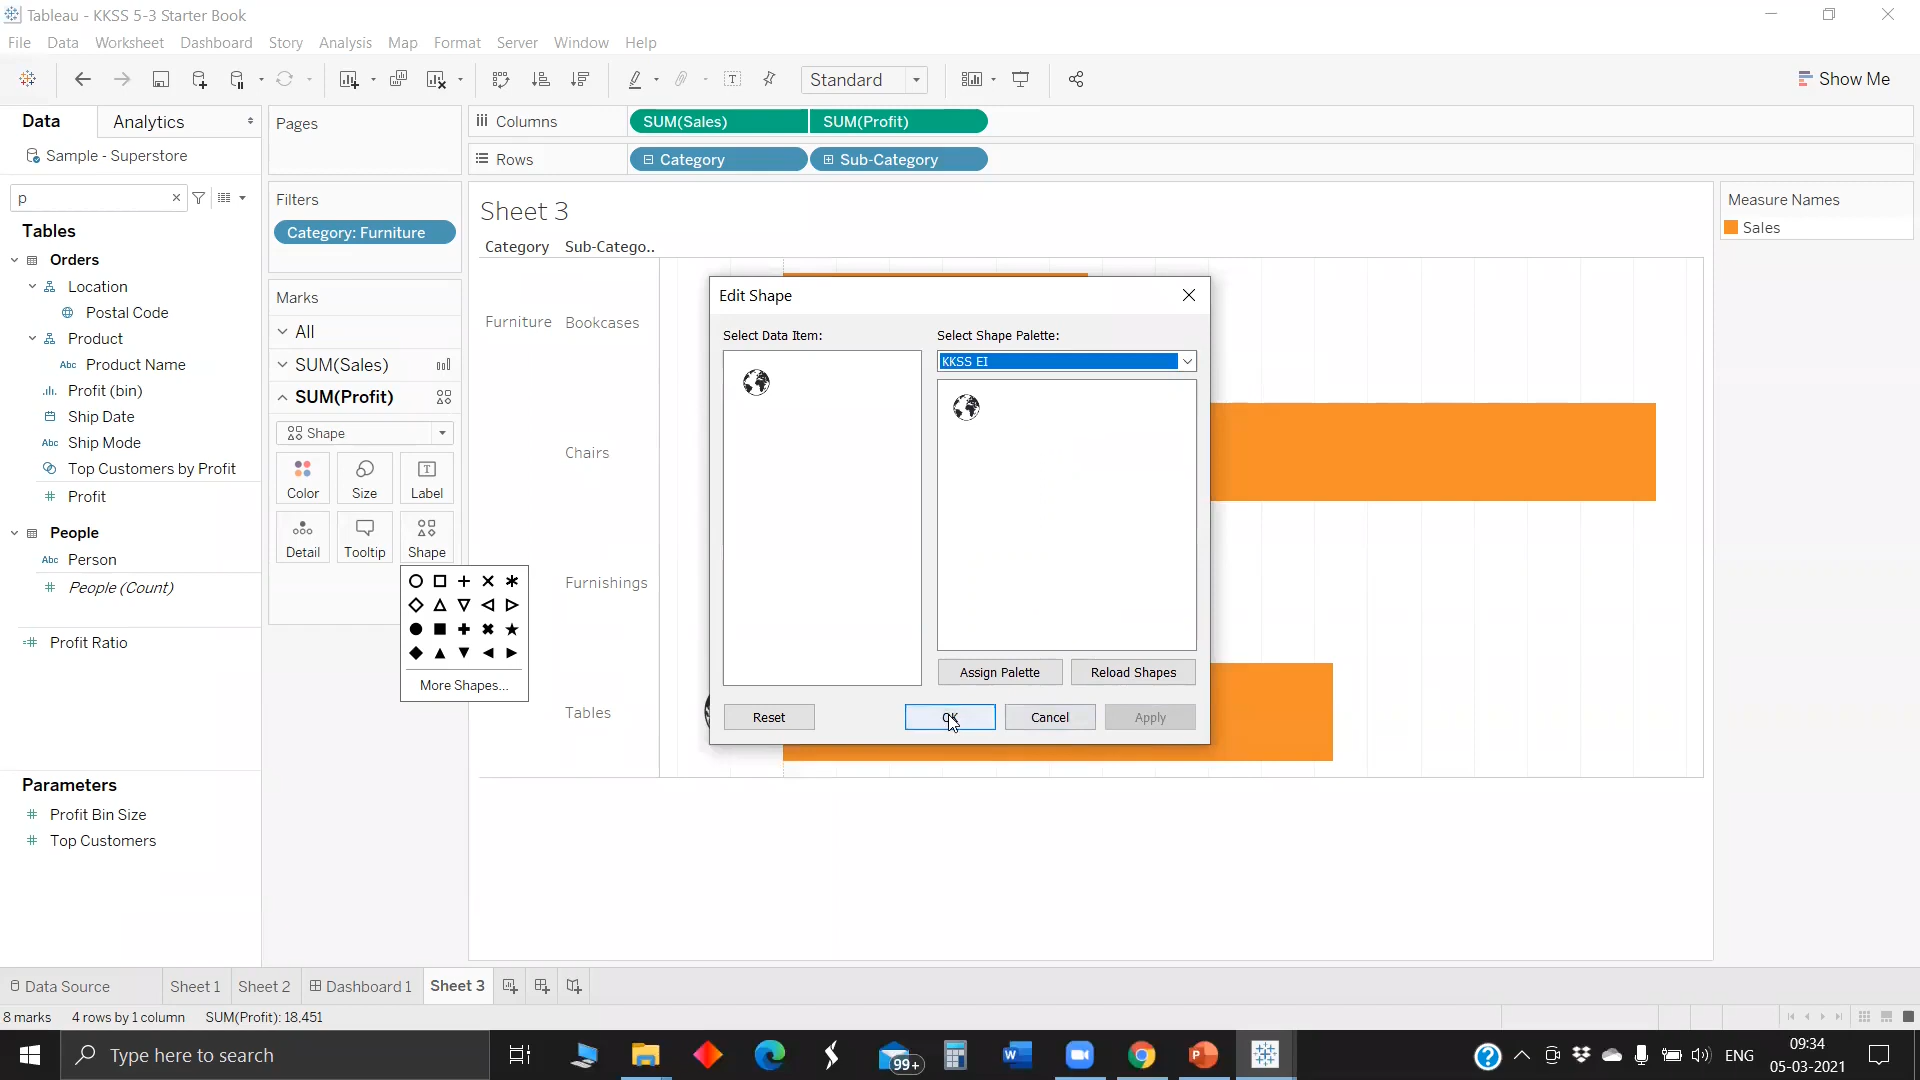 Tableau - KKSS 5-3 Starter Book
File Data Worksheet Dashboard Story Analysis Map Format Server Window Help
Standard
Show Me
Data Analytics
Sample - Superstore
p
Tables
Orders
Location
Postal Code
Product
Abc Product Name
Profit (bin)
Ship Date
Abc Ship Mode
Top Customers by Profit
Profit
People
Abc Person
People (Count)
Profit Ratio
Parameters
Profit Bin Size
Top Customers
Pages
Filters
Category: Furniture
Marks
All
SUM(Sales)
SUM(Profit)
Shape
Color Size Label
Detail Tooltip Shape
More Shapes...
Columns SUM(Sales) SUM(Profit)
Rows Category Sub-Category
Sheet 3
Category Sub-Catego..
Furniture Bookcases
Chairs
Furnishings
Tables
Edit Shape
Select Data Item:
Select Shape Palette:
KKSS EI
Assign Palette Reload Shapes
Reset OK Cancel Apply
Measure Names
Sales
Data Source Sheet 1 Sheet 2 Dashboard 1 Sheet 3
8 marks 4 rows by 1 column SUM(Profit): 18,451
Type here to search
99+
ENG
09:34
05-03-2021